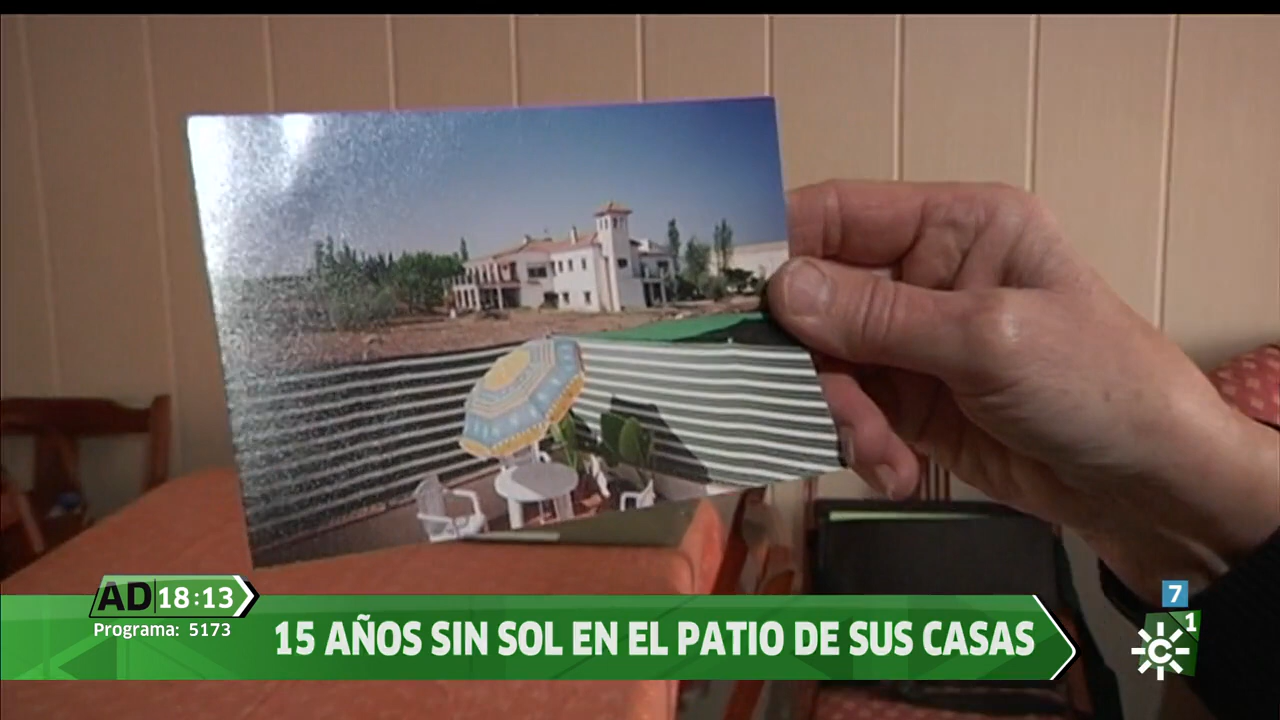 AD 18:13
Programa: 5173
15 AÑOS SIN SOL EN EL PATIO DE SUS CASAS
7
C 1